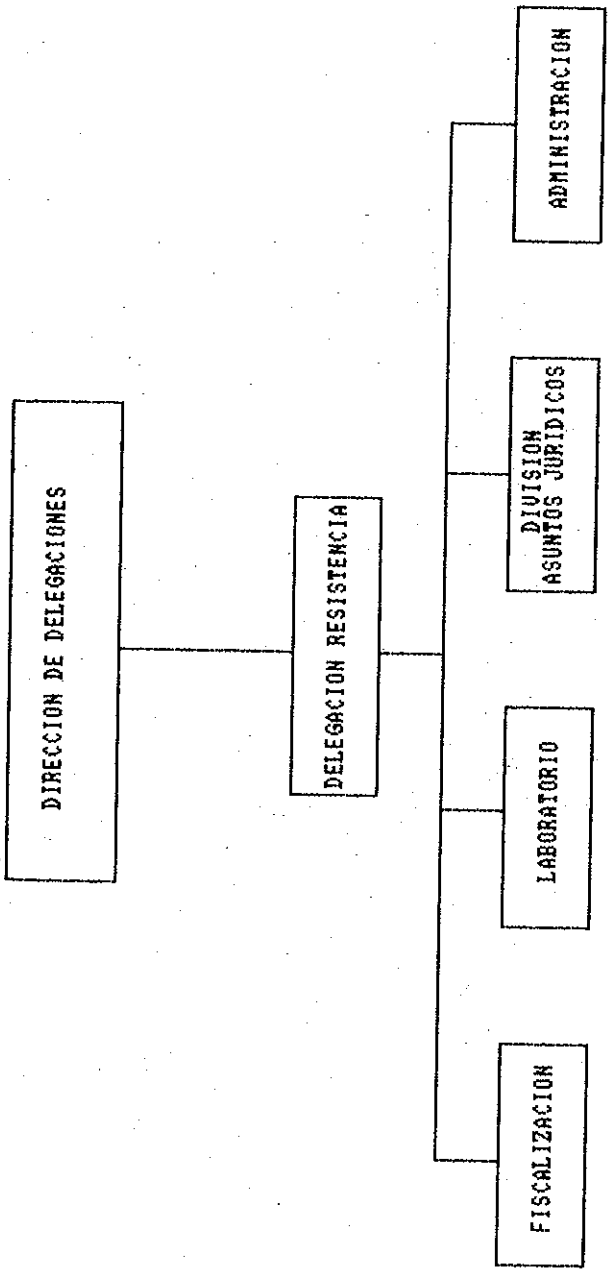 DIRECCION DE DELEGACIONES
DELEGACION RESISTENCIA
FISCALIZACION
LABORATORIO
DIVISION
ASUNTOS JURIDICOS
ADMINISTRACION